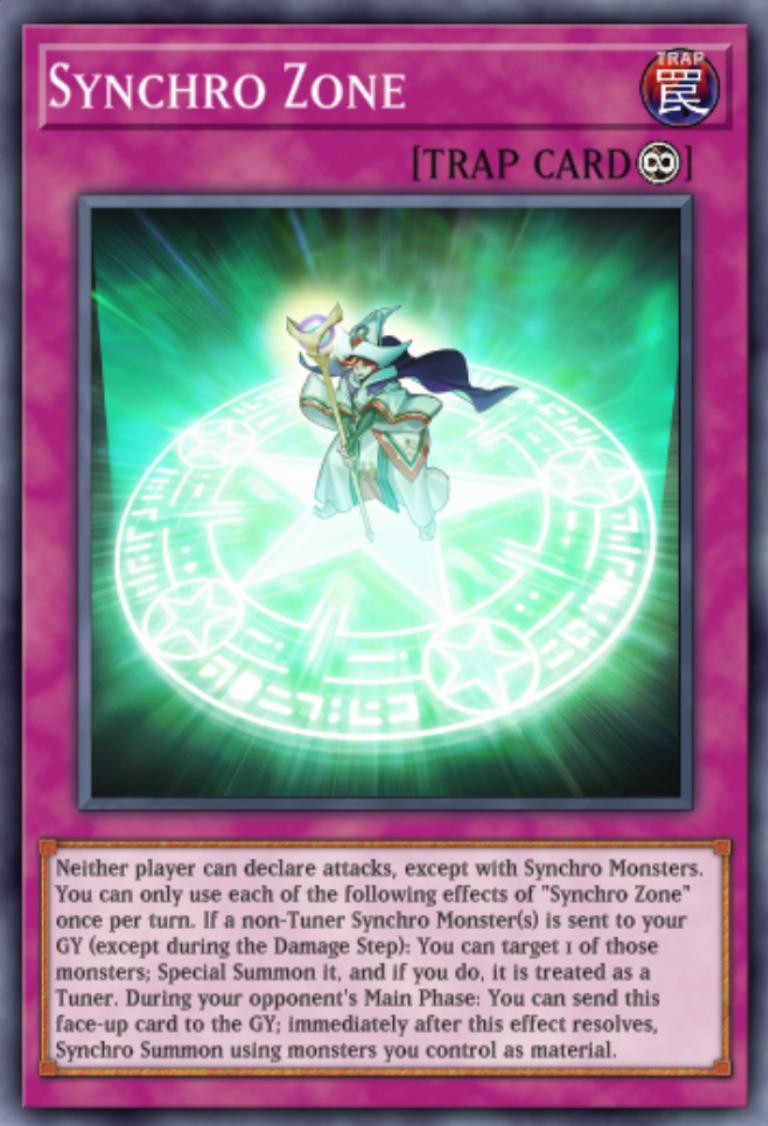 Synchro Zone
TRAP
罠
[TRAP CARD]
Neither player can declare attacks, except with Synchro Monsters.
You can only use each of the following effects of "Synchro Zone"
once per turn. If a non-Tuner Synchro Monster(s) is sent to your
GY (except during the Damage Step): You can target 1 of those
monsters; Special Summon it, and if you do, it is treated as a
Tuner. During your opponent's Main Phase: You can send this
face-up card to the GY; immediately after this effect resolves,
Synchro Summon using monsters you control as material.